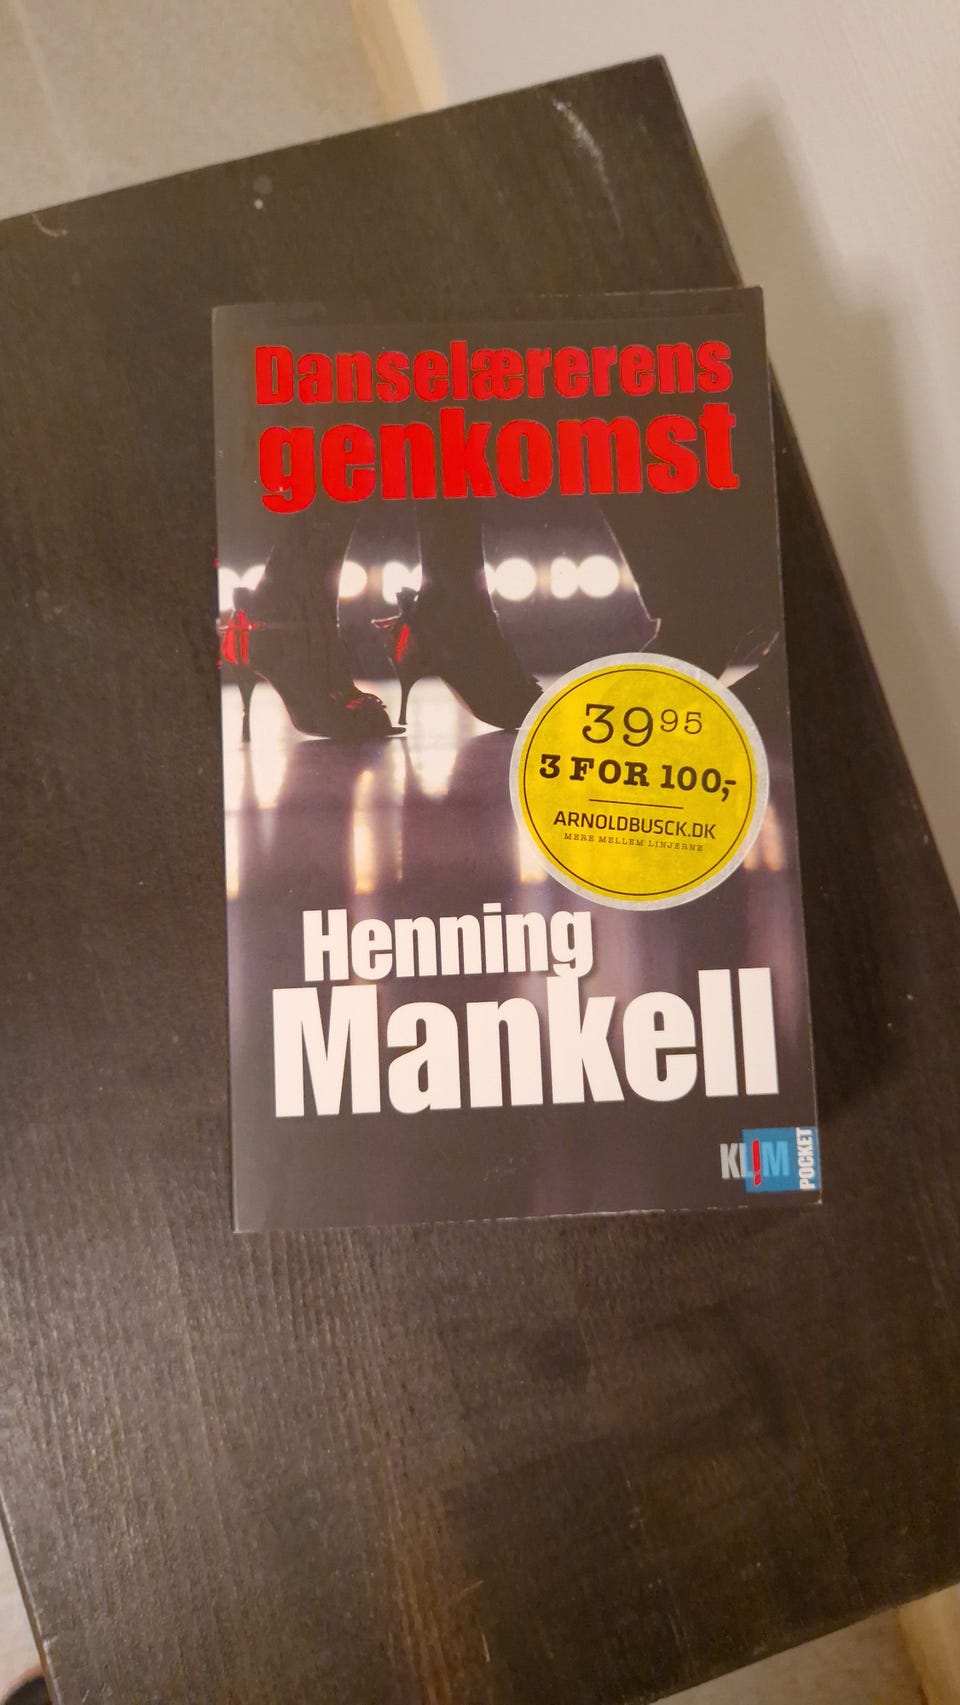 Danselærerens
genkomst
39⁹⁵
3 FOR 100,-
ARNOLDBUSCK.DK
MERE MELLEM LINJERNE
Henning
Mankell
KLIM
POCKET